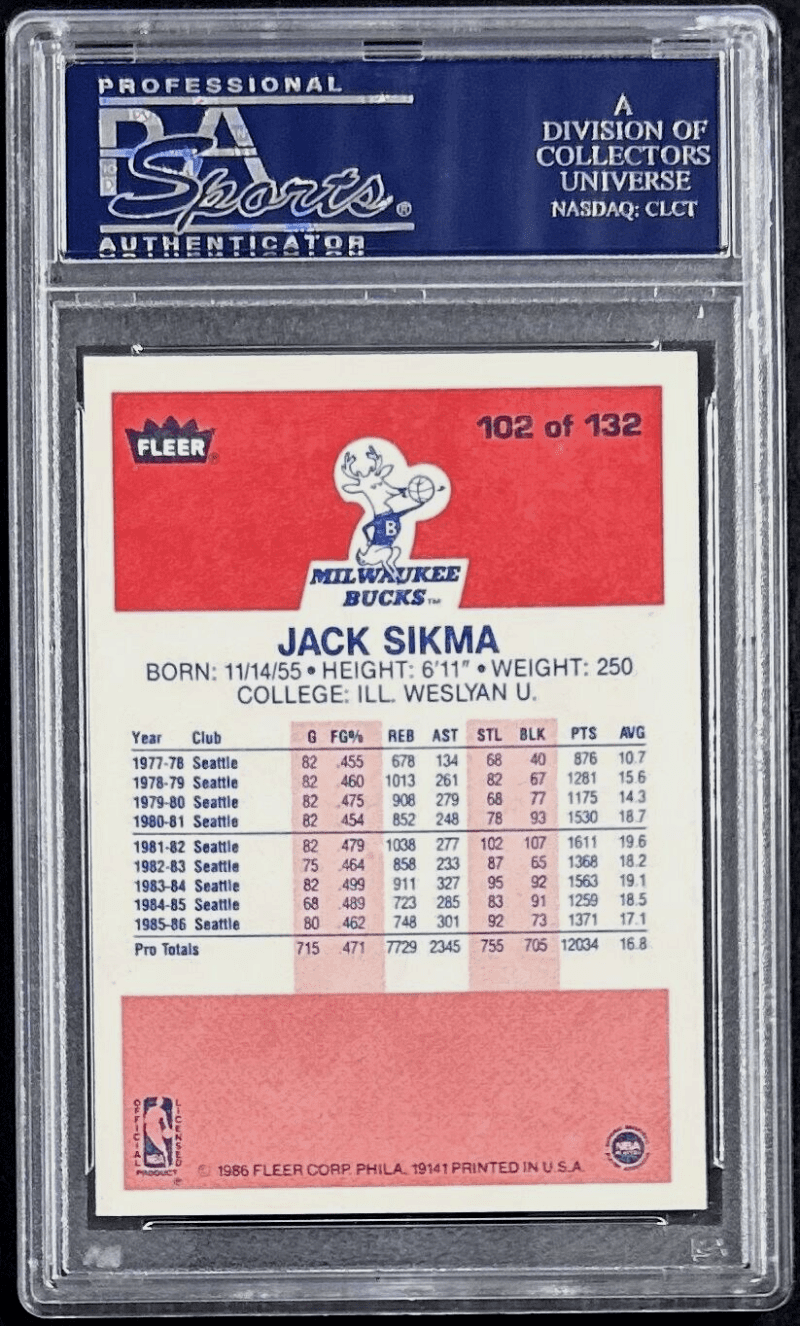 PROFESSIONAL
PSA
Sports®
AUTHENTICATOR
A
DIVISION OF
COLLECTORS
UNIVERSE
NASDAQ: CLCT
FLEER®
102 of 132
B
MILWAUKEE
BUCKS™
JACK SIKMA
BORN: 11/14/55 • HEIGHT: 6'11" • WEIGHT: 250
COLLEGE: ILL. WESLYAN U.
Year Club G FG% REB AST STL BLK PTS AVG
1977-78 Seattle 82 .455 678 134 68 40 876 10.7
1978-79 Seattle 82 .460 1013 261 82 67 1281 15.6
1979-80 Seattle 82 .475 908 279 68 77 1175 14.3
1980-81 Seattle 82 .454 852 248 78 93 1530 18.7
1981-82 Seattle 82 .479 1038 277 102 107 1611 19.6
1982-83 Seattle 75 .464 858 233 87 65 1368 18.2
1983-84 Seattle 82 .499 911 327 95 92 1563 19.1
1984-85 Seattle 68 .489 723 285 83 91 1259 18.5
1985-86 Seattle 80 .462 748 301 92 73 1371 17.1
Pro Totals 715 .471 7729 2345 755 705 12034 16.8
OFFICIAL
LICENSED
NBA
PRODUCT
®
NBA
© 1986 FLEER CORP. PHILA. 19141 PRINTED IN U.S.A.